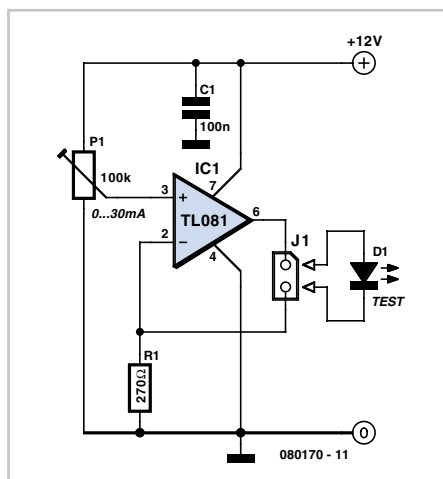 +12V
C1
100n
P1
100k
0...30mA
IC1
7
3
+
TL081
6
2
–
4
J1
D1
TEST
R1
270Ω
0
080170 - 11